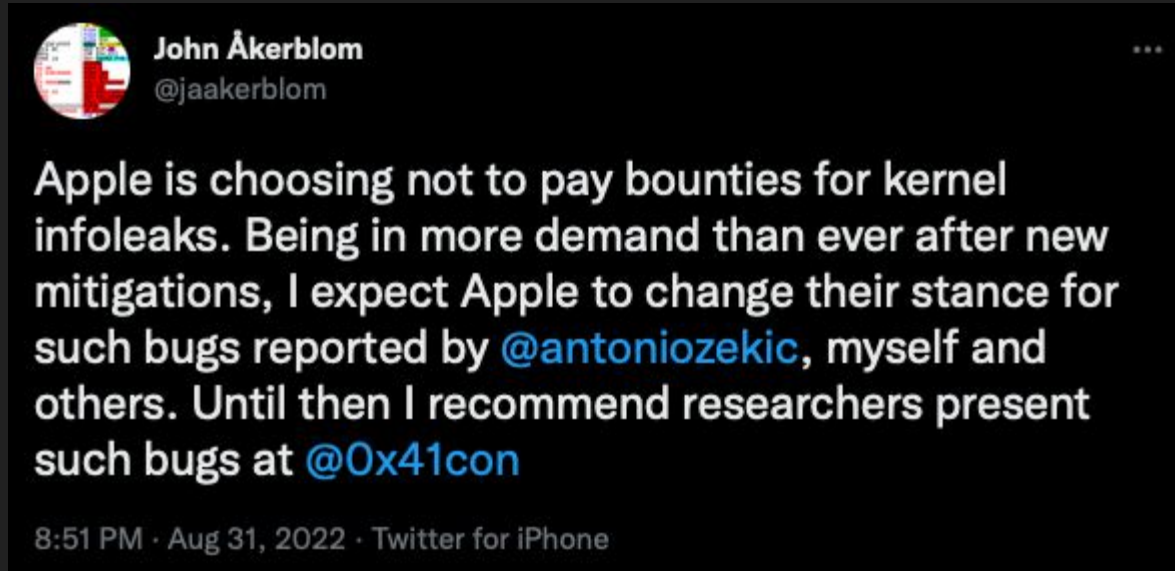 John Åkerblom
@jaakerblom
Apple is choosing not to pay bounties for kernel
infoleaks. Being in more demand than ever after new
mitigations, I expect Apple to change their stance for
such bugs reported by @antoniozekic, myself and
others. Until then I recommend researchers present
such bugs at @0x41con
8:51 PM · Aug 31, 2022 · Twitter for iPhone